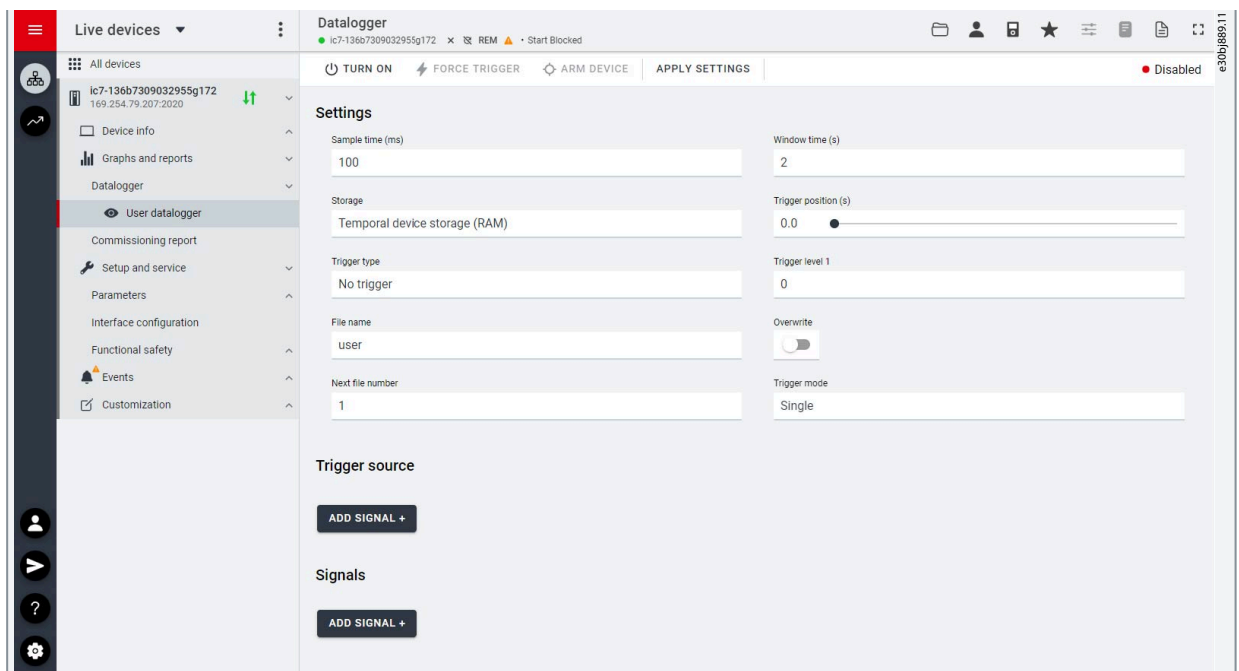 Live devices
Datalogger
ic7-136b7309032955g172 × REM • Start Blocked
e30bj889.11
All devices
ic7-136b7309032955g172
169.254.79.207:2020
Device info
Graphs and reports
Datalogger
User datalogger
Commissioning report
Setup and service
Parameters
Interface configuration
Functional safety
Events
Customization
TURN ON FORCE TRIGGER ARM DEVICE APPLY SETTINGS Disabled
Settings
Sample time (ms)
100
Window time (s)
2
Storage
Temporal device storage (RAM)
Trigger position (s)
0.0
Trigger type
No trigger
Trigger level 1
0
File name
user
Overwrite
Next file number
1
Trigger mode
Single
Trigger source
ADD SIGNAL +
Signals
ADD SIGNAL +
?